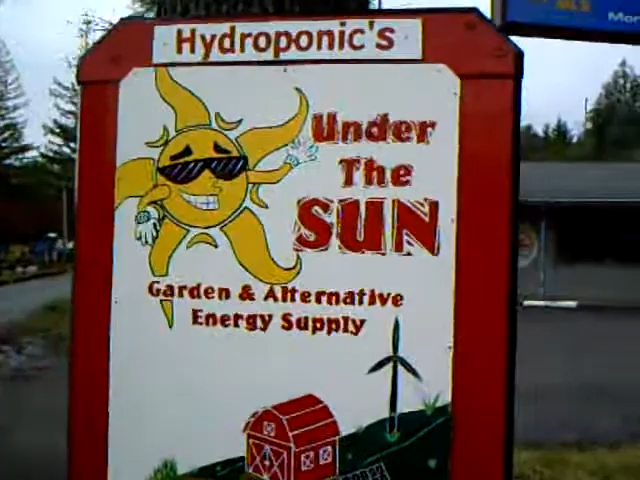 Hydroponic's
Under
The
SUN
Garden & Alternative
Energy Supply